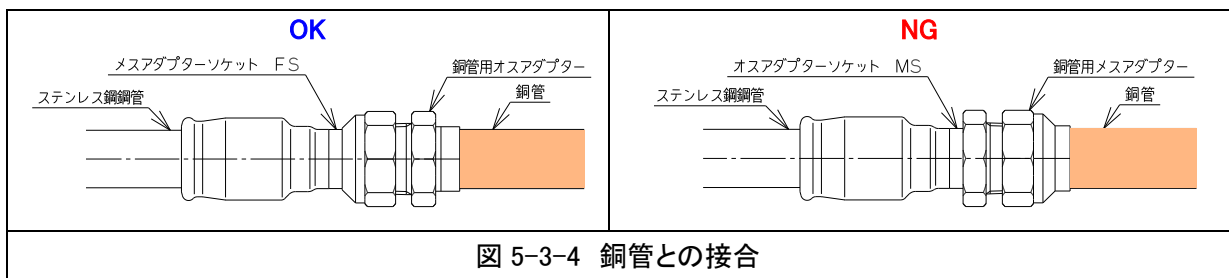 OK
メスアダプターソケット FS
銅管用オスアダプター
ステンレス鋼鋼管
銅管
NG
オスアダプターソケット MS
銅管用メスアダプター
ステンレス鋼鋼管
銅管
図 5-3-4 銅管との接合